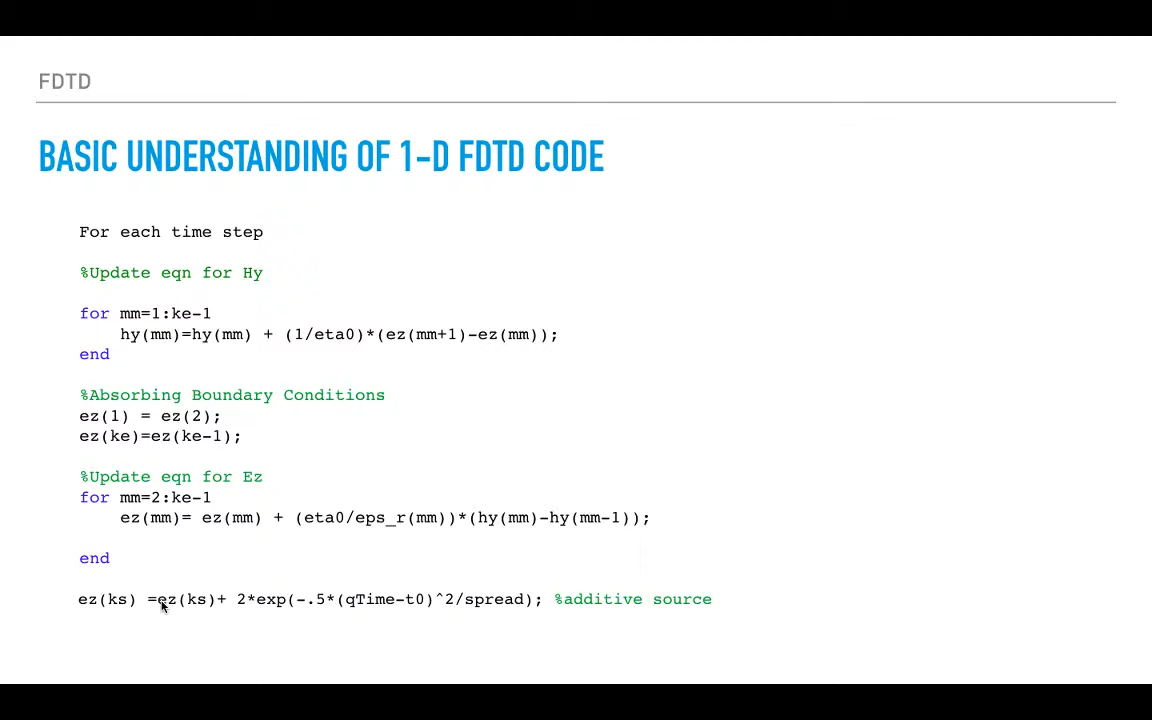 FDTD
BASIC UNDERSTANDING OF 1-D FDTD CODE
For each time step
%Update eqn for Hy
for mm=1:ke-1
hy(mm)=hy(mm) + (1/eta0)*(ez(mm+1)-ez(mm));
end
%Absorbing Boundary Conditions
ez(1) = ez(2);
ez(ke)=ez(ke-1);
%Update eqn for Ez
for mm=2:ke-1
ez(mm)= ez(mm) + (eta0/eps_r(mm))*(hy(mm)-hy(mm-1));
end
ez(ks) =ez(ks)+ 2*exp(-.5*(qTime-t0)^2/spread); %additive source